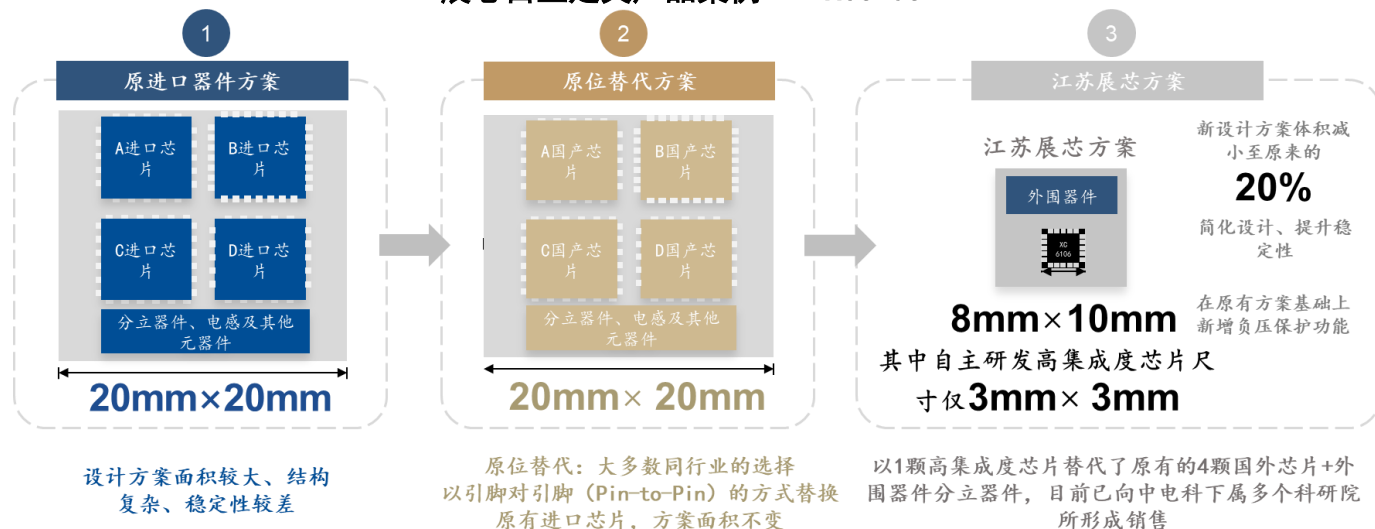 1
原进口器件方案
A进口芯
片
B进口芯
片
C进口芯
片
D进口芯
片
分立器件、电感及其他
元器件
20mm×20mm
设计方案面积较大、结构
复杂、稳定性较差
2
原位替代方案
A国产芯
片
B国产芯
片
C国产芯
片
D国产芯
片
分立器件、电感及其他
元器件
20mm× 20mm
原位替代：大多数同行业的选择
以引脚对引脚（Pin-to-Pin）的方式替换
原有进口芯片，方案面积不变
3
江苏展芯方案
江苏展芯方案
外围器件
XC
6106
8mm×10mm
其中自主研发高集成度芯片尺
寸仅3mm× 3mm
新设计方案体积减
小至原来的
20%
简化设计、提升稳
定性
在原有方案基础上
新增负压保护功能
以1颗高集成度芯片替代了原有的4颗国外芯片+外
围器件分立器件，目前已向中电科下属多个科研院
所形成销售